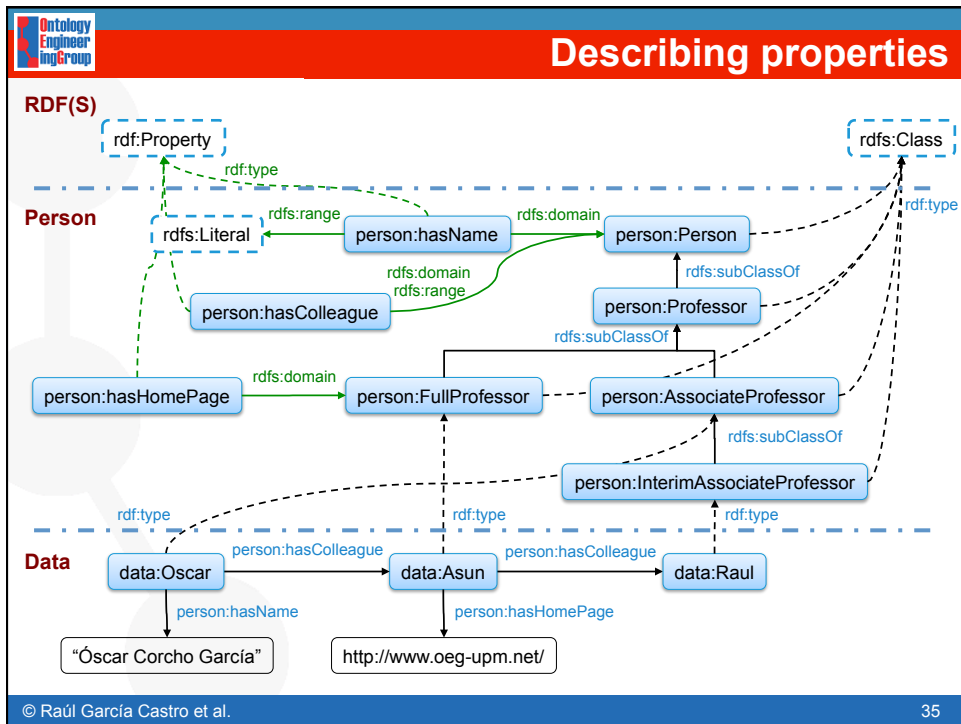 Ontology
Engineer
ingGroup
Describing properties
RDF(S)
rdf:Property
rdfs:Class
rdf:type
rdf:type
Person
rdfs:range
rdfs:domain
rdfs:Literal
person:hasName
person:Person
rdfs:domain
rdfs:range
rdfs:subClassOf
person:hasColleague
person:Professor
rdfs:subClassOf
rdfs:domain
person:hasHomePage
person:FullProfessor
person:AssociateProfessor
rdfs:subClassOf
person:InterimAssociateProfessor
rdf:type
rdf:type
rdf:type
Data
person:hasColleague
person:hasColleague
data:Oscar
data:Asun
data:Raul
person:hasName
person:hasHomePage
“Óscar Corcho García”
http://www.oeg-upm.net/
© Raúl García Castro et al.
35